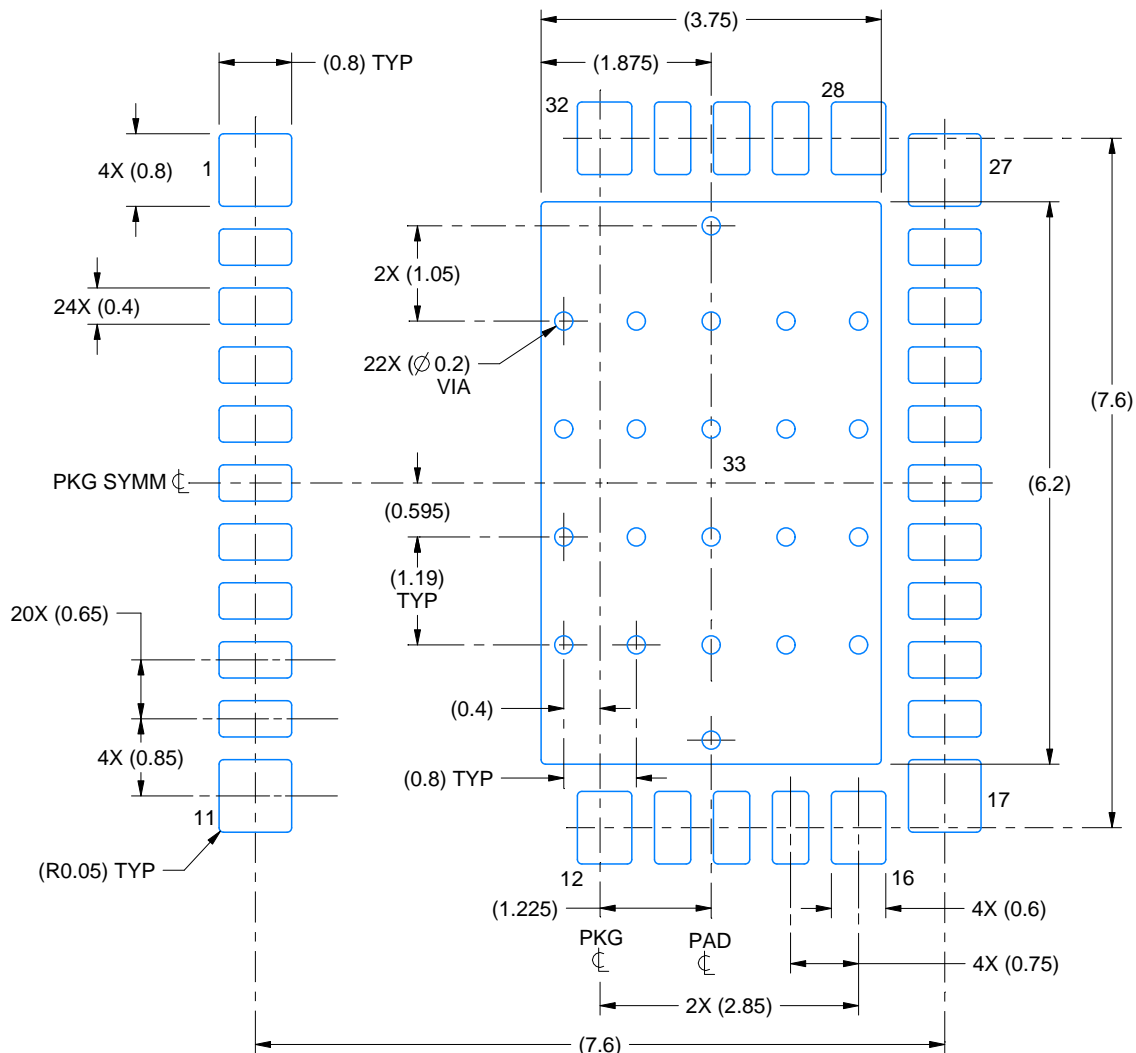 (3.75)
(0.8) TYP
(1.875)
32
28
4X (0.8)
1
27
2X (1.05)
24X (0.4)
22X (∅ 0.2)
VIA
(7.6)
33
PKG SYMM ℄
(6.2)
(0.595)
(1.19)
TYP
20X (0.65)
(0.4)
4X (0.85)
(0.8) TYP
11
17
(R0.05) TYP
12
16
(1.225)
4X (0.6)
PKG
℄
PAD
℄
4X (0.75)
2X (2.85)
(7.6)